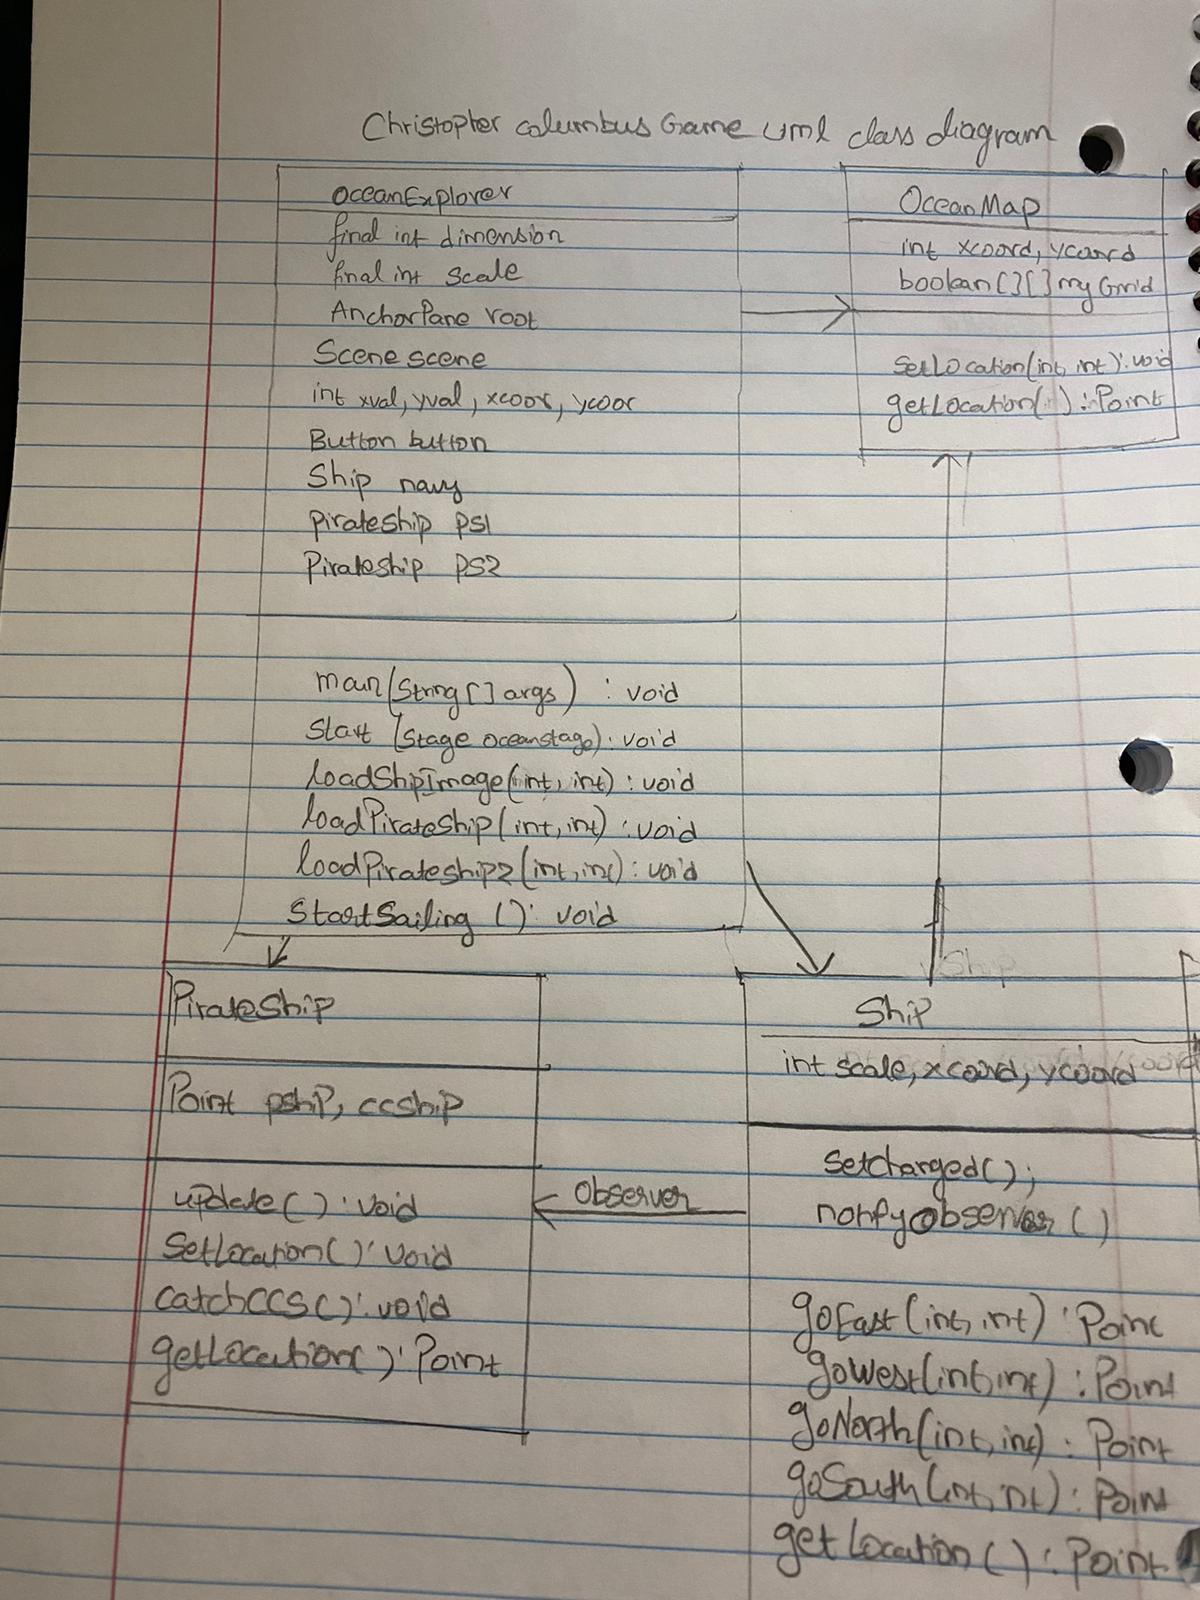 Christopher columbus Game uml class diagram
OceanExplorer
final int dimension
final int scale
AnchorPane root
Scene scene
int xval, yval, xcoor, ycoor
Button button
Ship navy
Pirateship PS1
Pirateship PS2
main(String[] args) : void
start (Stage oceanstage): void
loadShipImage(int, int) : void
loadPirateShip(int, int) : void
loadPirateship2(int, int): void
StartSailing () : void
OceanMap
int xcoord, ycoord
boolean[][] myGrid
setLocation(int, int): void
getLocation( ) : Point
PirateShip
Point pship, ccship
update() : void
SetLocation() : void
catchCCS() : void
getLocation() : Point
Observer
Ship
Ship
int scale, xcoord, ycoord
setcharged();
notifyobserver ()
goEast(int, int) : Point
goWest(int, int) : Point
goNorth(int, int) : Point
goSouth(int, int) : Point
getLocation() : Point